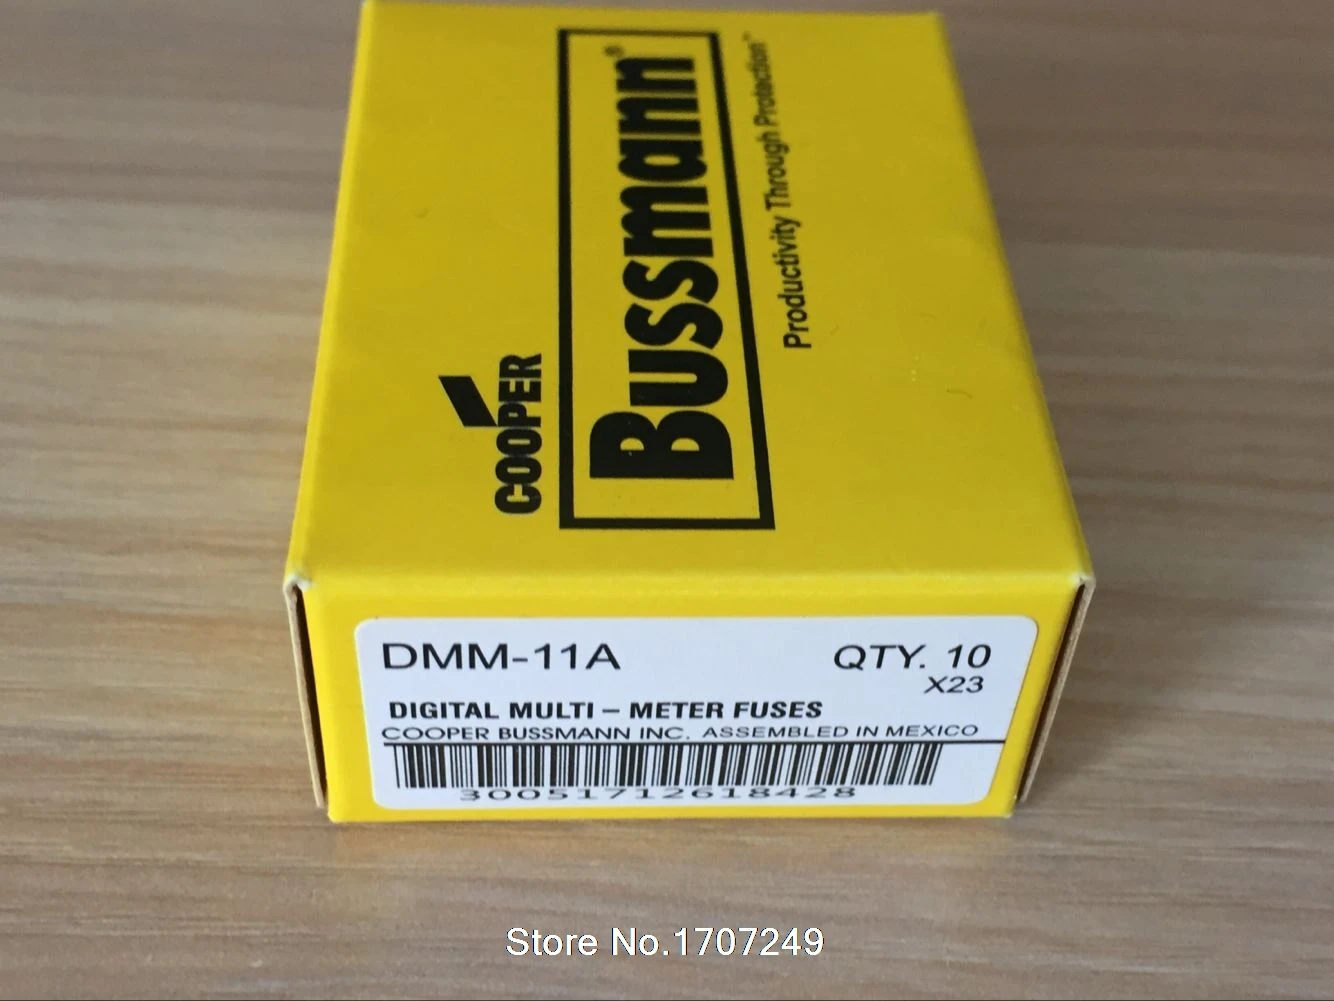 COOPER
Bussmann®
Productivity Through Protection™
DMM-11A
QTY. 10
X23
DIGITAL MULTI – METER FUSES
COOPER BUSSMANN INC. ASSEMBLED IN MEXICO
30051712618428
Store No.1707249